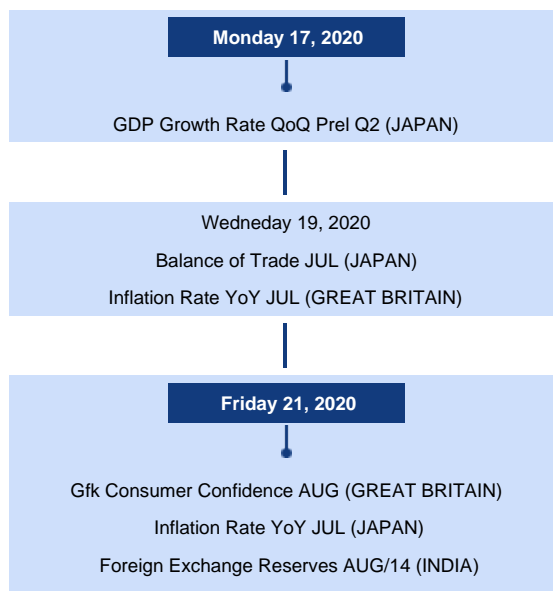 Monday 17, 2020
GDP Growth Rate QoQ Prel Q2 (JAPAN)
Wedneday 19, 2020
Balance of Trade JUL (JAPAN)
Inflation Rate YoY JUL (GREAT BRITAIN)
Friday 21, 2020
Gfk Consumer Confidence AUG (GREAT BRITAIN)
Inflation Rate YoY JUL (JAPAN)
Foreign Exchange Reserves AUG/14 (INDIA)